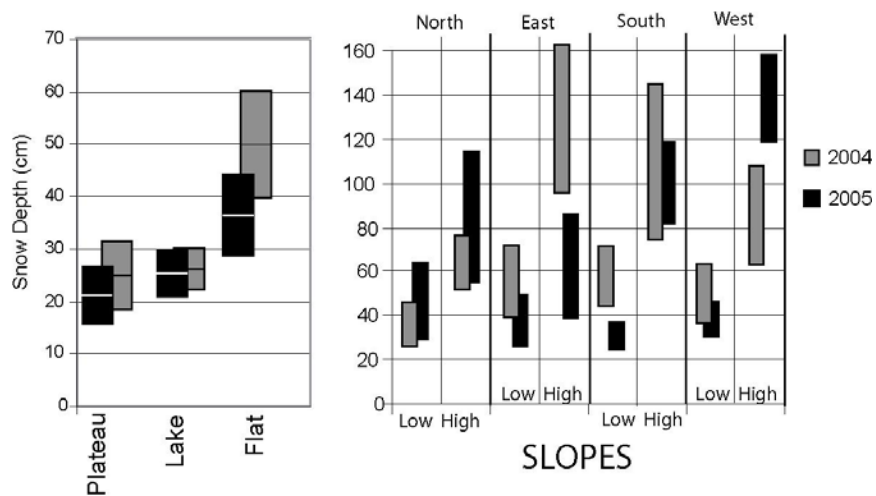 North East South West
70
60
50
40
30
20
10
0
Snow Depth (cm)
Plateau
Lake
Flat
160
140
120
100
80
60
40
20
0
Low High
Low High
Low High
Low High
SLOPES
2004
2005